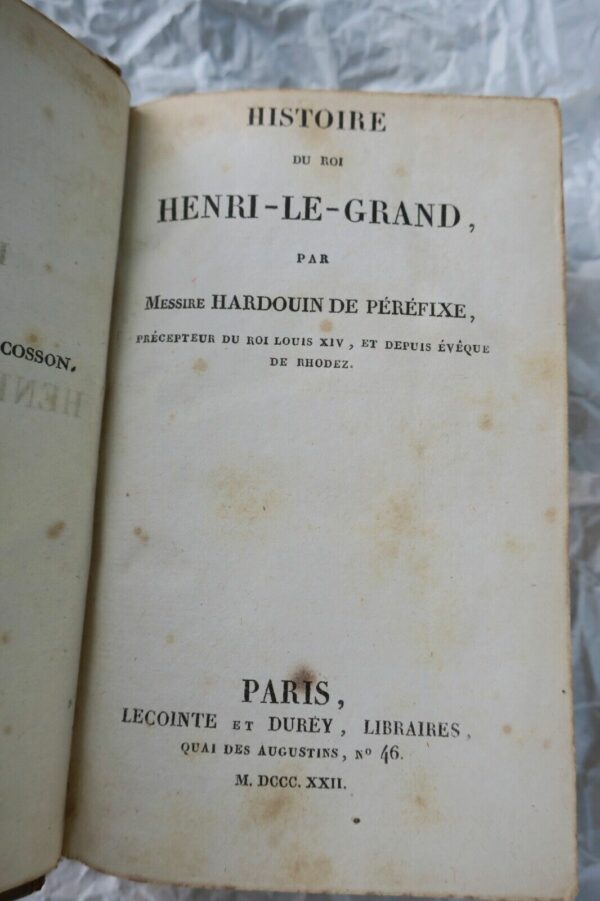 COSSON.
HISTOIRE
DU ROI
HENRI-LE-GRAND,
PAR
MESSIRE HARDOUIN DE PÉRÉFIXE,
PRÉCEPTEUR DU ROI LOUIS XIV, ET DEPUIS ÉVÊQUE
DE RHODEZ.
PARIS,
LECOINTE ET DUREY, LIBRAIRES,
QUAI DES AUGUSTINS, Nº 46.
M. DCCC. XXII.